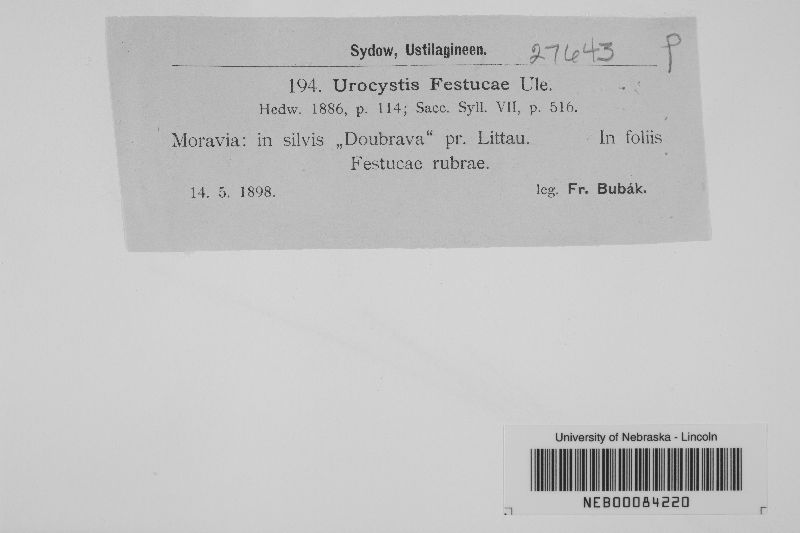 Sydow, Ustilagineen. 27643 P
194. Urocystis Festucae Ule.
Hedw. 1886, p. 114; Sacc. Syll. VII, p. 516.
Moravia: in silvis „Doubrava“ pr. Littau. In foliis
Festucae rubrae.
14. 5. 1898. leg. Fr. Bubák.
University of Nebraska - Lincoln
NEB00084220